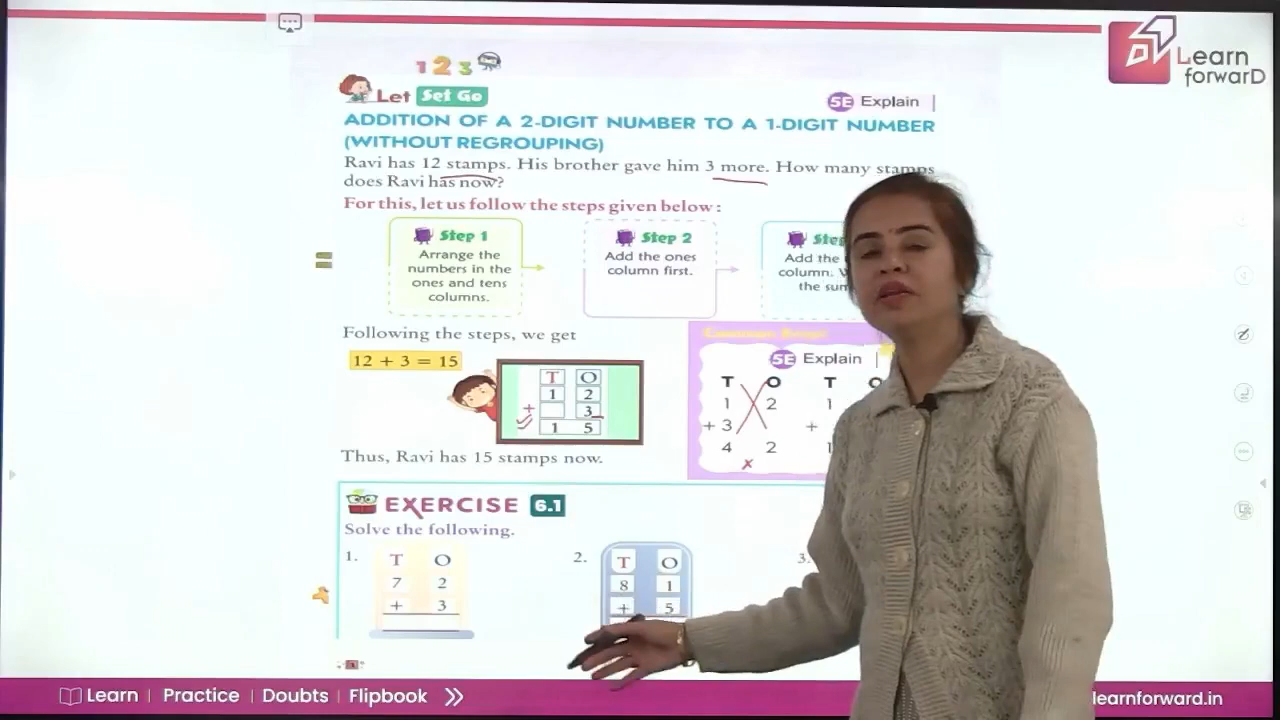 Learn
forwarD
1 2 3
Let Set Go
5E Explain
ADDITION OF A 2-DIGIT NUMBER TO A 1-DIGIT NUMBER
(WITHOUT REGROUPING)
Ravi has 12 stamps. His brother gave him 3 more. How many stamps
does Ravi has now?
For this, let us follow the steps given below :
Step 1
Arrange the
numbers in the
ones and tens
columns.
Step 2
Add the ones
column first.
Add the
column.
the sum
Following the steps, we get
12 + 3 = 15
T O
1 2
+ 3
1 5
Thus, Ravi has 15 stamps now.
5E Explain
T O T O
1 2 1
+ 3 +
4 2 1
x
EXERCISE 6.1
Solve the following.
1.
T O
7 2
+ 3
2.
T O
8 1
+ 5
3.
Learn | Practice | Doubts | Flipbook
learnforward.in